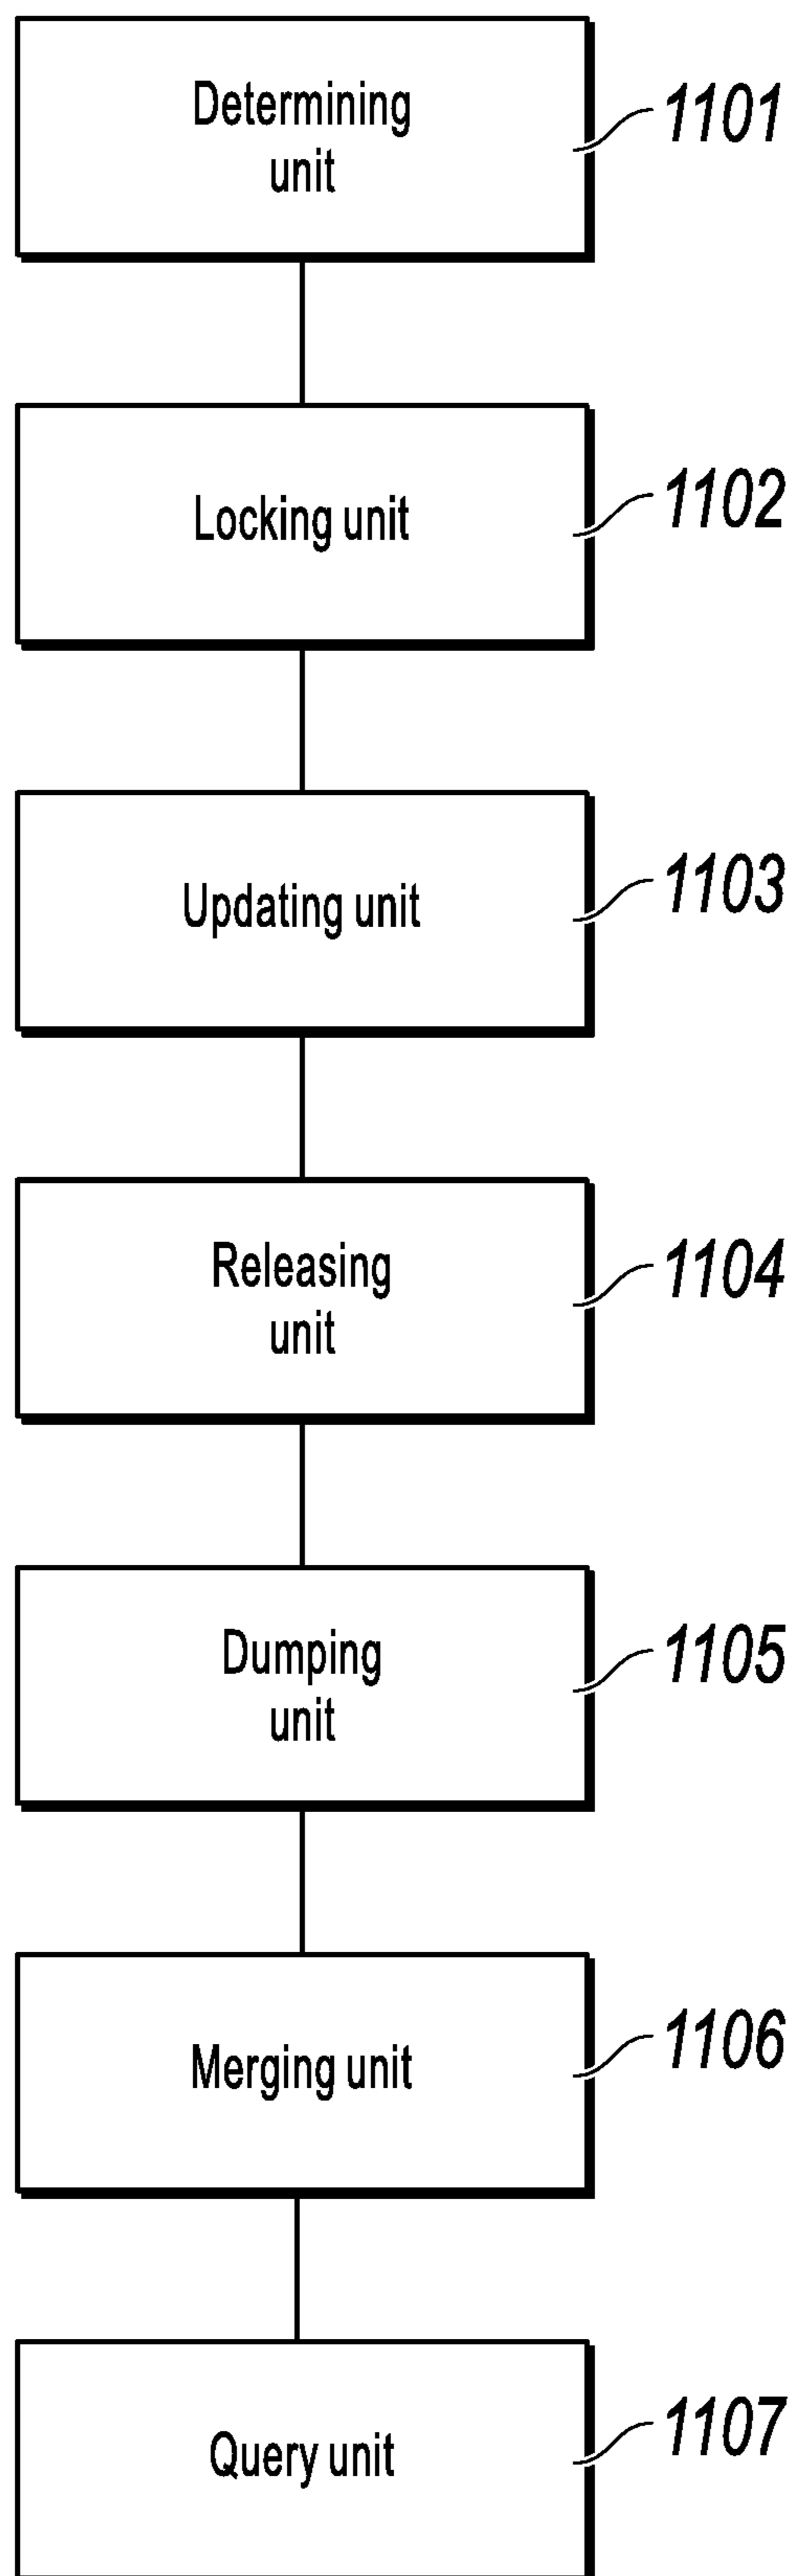 Determining
unit
1101
Locking unit
1102
Updating unit
1103
Releasing
unit
1104
Dumping
unit
1105
Merging unit
1106
Query unit
1107